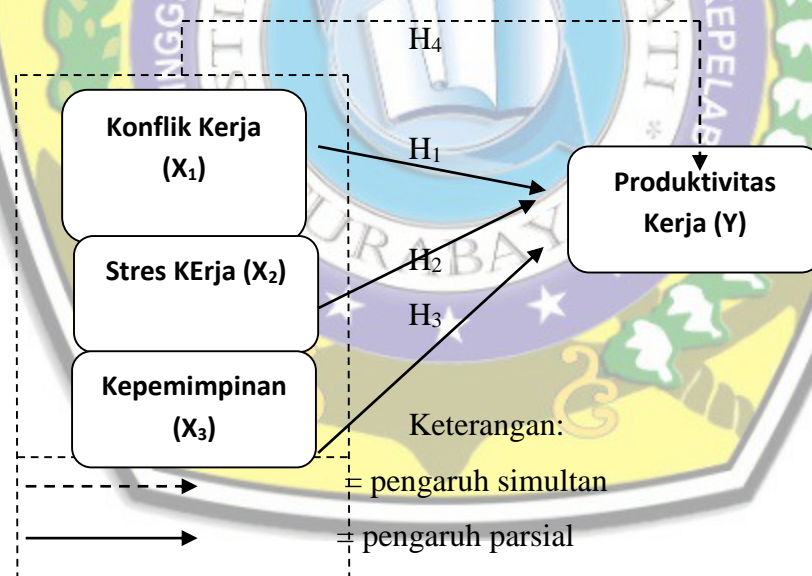 H4
Konflik Kerja
(X1)
H1
Produktivitas
Kerja (Y)
Stres KErja (X2)
H2
H3
Kepemimpinan
(X3)
Keterangan:
= pengaruh simultan
= pengaruh parsial
URABAY